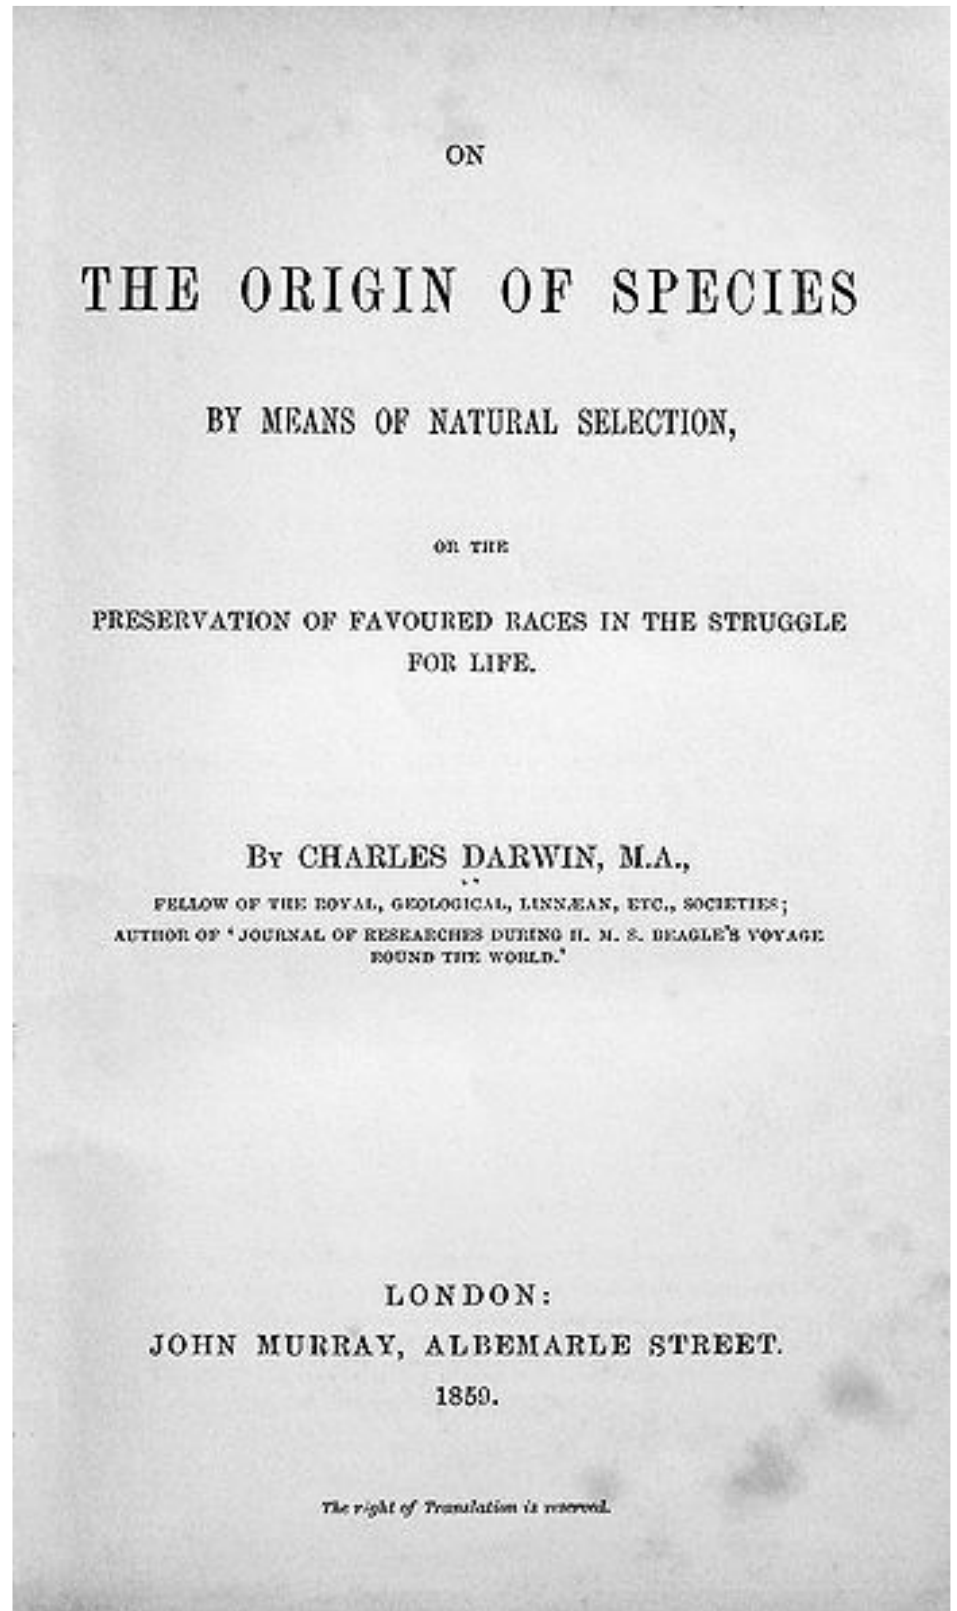 ON
THE ORIGIN OF SPECIES
BY MEANS OF NATURAL SELECTION,
OR THE
PRESERVATION OF FAVOURED RACES IN THE STRUGGLE
FOR LIFE.
By CHARLES DARWIN, M.A.,
FELLOW OF THE ROYAL, GEOLOGICAL, LINNÆAN, ETC., SOCIETIES;
AUTHOR OF ‘JOURNAL OF RESEARCHES DURING H. M. S. BEAGLE’S VOYAGE
ROUND THE WORLD.’
LONDON:
JOHN MURRAY, ALBEMARLE STREET.
1859.
The right of Translation is reserved.